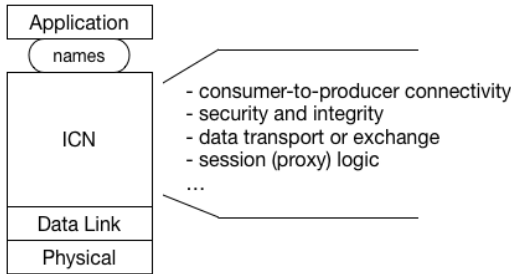 Application
names
ICN
- consumer-to-producer connectivity
- security and integrity
- data transport or exchange
- session (proxy) logic
...
Data Link
Physical